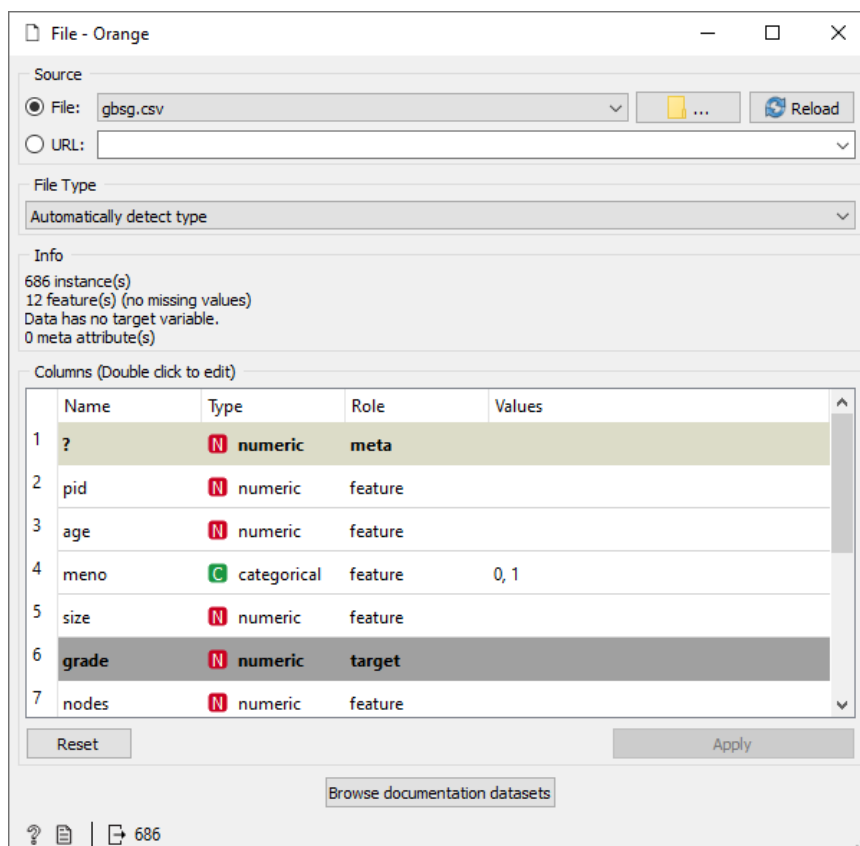 File - Orange
Source
File: gbsg.csv ... Reload
URL:
File Type
Automatically detect type
Info
686 instance(s)
12 feature(s) (no missing values)
Data has no target variable.
0 meta attribute(s)
Columns (Double click to edit)
Name Type Role Values
1 ? N numeric meta
2 pid N numeric feature
3 age N numeric feature
4 meno C categorical feature 0, 1
5 size N numeric feature
6 grade N numeric target
7 nodes N numeric feature
Reset Apply
Browse documentation datasets
? 686